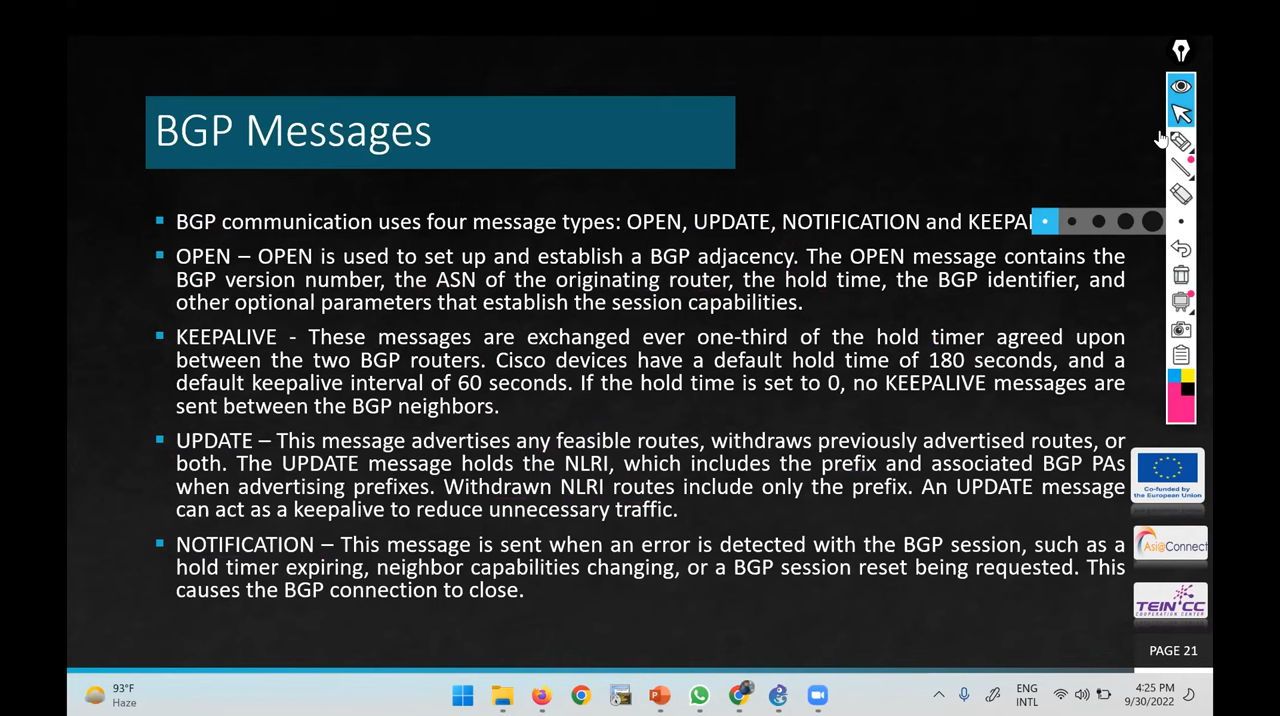 BGP Messages
BGP communication uses four message types: OPEN, UPDATE, NOTIFICATION and
OPEN – OPEN is used to set up and establish a BGP adjacency. The OPEN message contains the
BGP version number, the ASN of the originating router, the hold time, the BGP identifier, and
other optional parameters that establish the session capabilities.
KEEPALIVE - These messages are exchanged ever one-third of the hold timer agreed upon
between the two BGP routers. Cisco devices have a default hold time of 180 seconds, and a
default keepalive interval of 60 seconds. If the hold time is set to 0, no KEEPALIVE messages are
sent between the BGP neighbors.
UPDATE – This message advertises any feasible routes, withdraws previously advertised routes, or
both. The UPDATE message holds the NLRI, which includes the prefix and associated BGP PAs
when advertising prefixes. Withdrawn NLRI routes include only the prefix. An UPDATE message
can act as a keepalive to reduce unnecessary traffic.
NOTIFICATION – This message is sent when an error is detected with the BGP session, such as a
hold timer expiring, neighbor capabilities changing, or a BGP session reset being requested. This
causes the BGP connection to close.
Co-funded by
the European Union
Asi@Connect
TEIN*CC
COOPERATION CENTER
PAGE 21
93°F
Haze
ENG
INTL
4:25 PM
9/30/2022